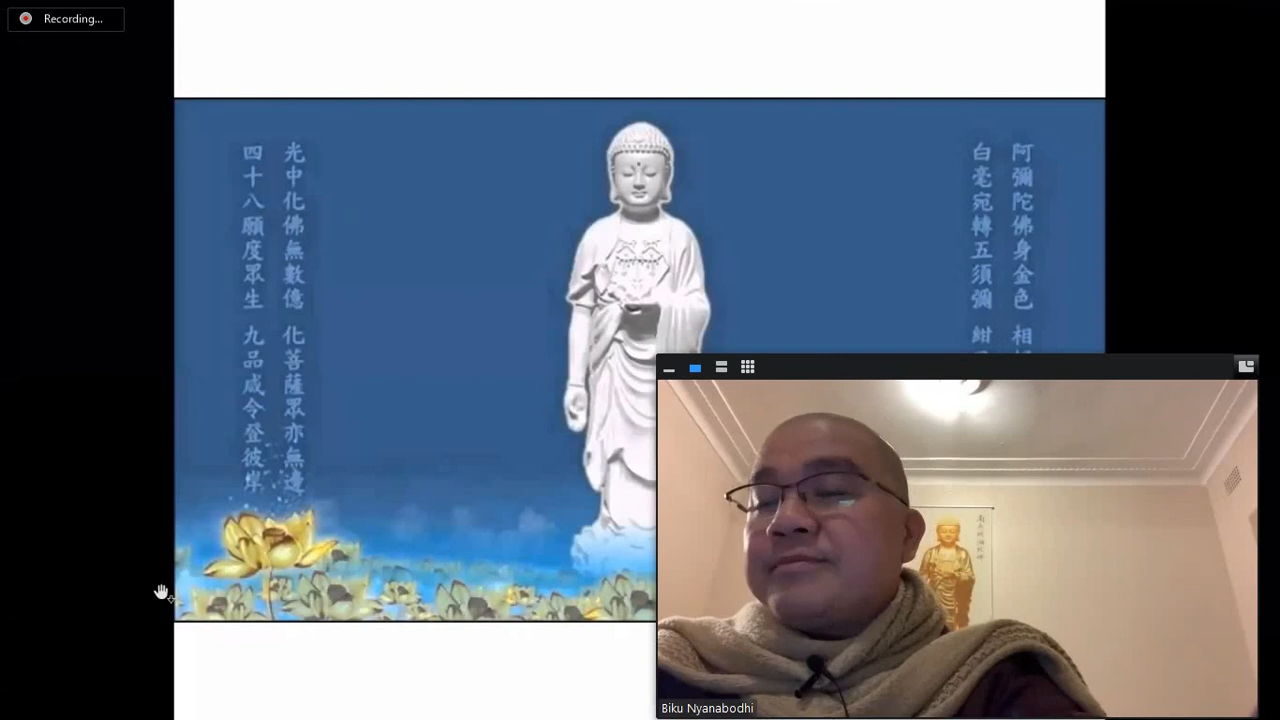 Recording...
阿彌陀佛身金色 相
白毫宛轉五須彌 紺
光中化佛無數億 化菩薩眾亦無邊
四十八願度眾生 九品咸令登彼岸
Biku Nyanabodhi